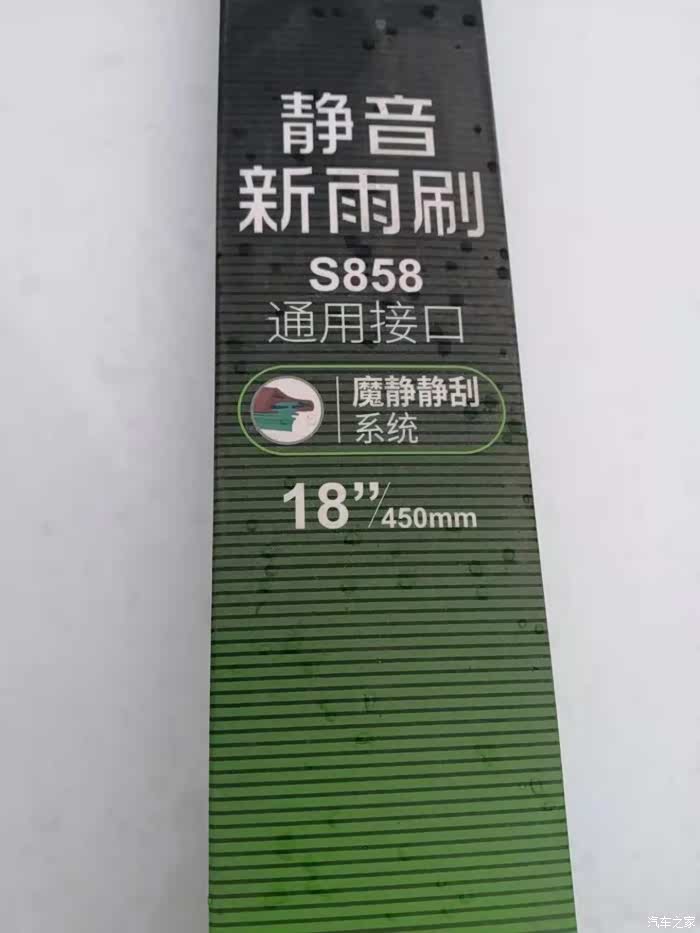 静音
新雨刷
S858
通用接口
魔静静刮
系统
18”/450mm
汽车之家